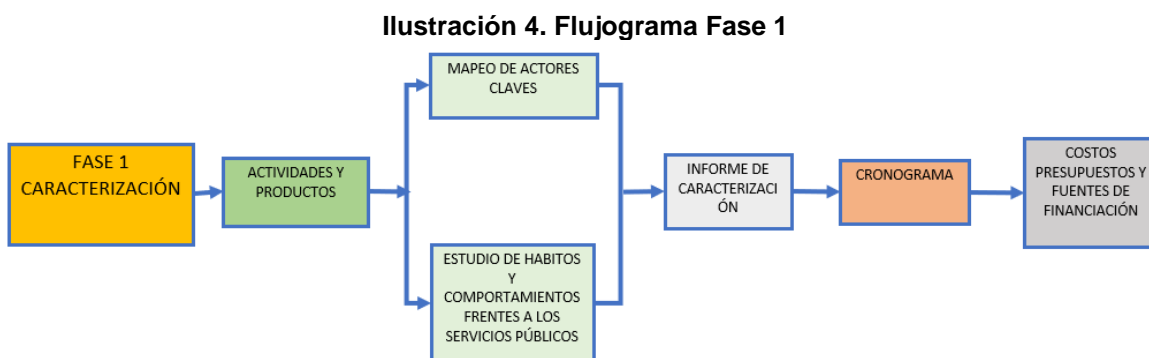 Ilustración 4. Flujograma Fase 1
FASE 1
CARACTERIZACIÓN
ACTIVIDADES Y
PRODUCTOS
MAPEO DE ACTORES
CLAVES
ESTUDIO DE HABITOS
Y
COMPORTAMIENTOS
FRENTES A LOS
SERVICIOS PÚBLICOS
INFORME DE
CARACTERIZACI
ÓN
CRONOGRAMA
COSTOS
PRESUPUESTOS Y
FUENTES DE
FINANCIACIÓN